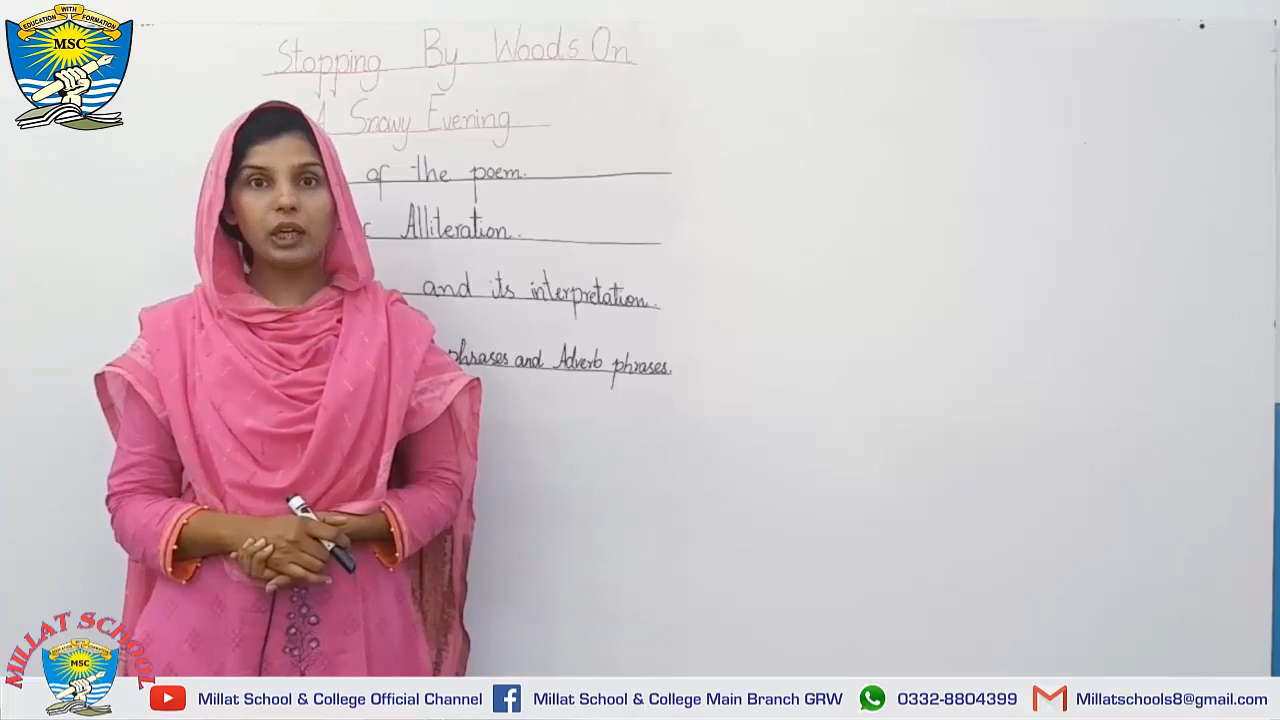 EDUCATION WITH FORMATION
MSC
Stopping By Woods On
A Snowy Evening
of the poem.
Alliteration.
and its interpretation.
phrases and Adverb phrases.
MILLAT SCHOOL
MSC
Millat School & College Official Channel Millat School & College Main Branch GRW 0332-8804399 Millatschools8@gmail.com